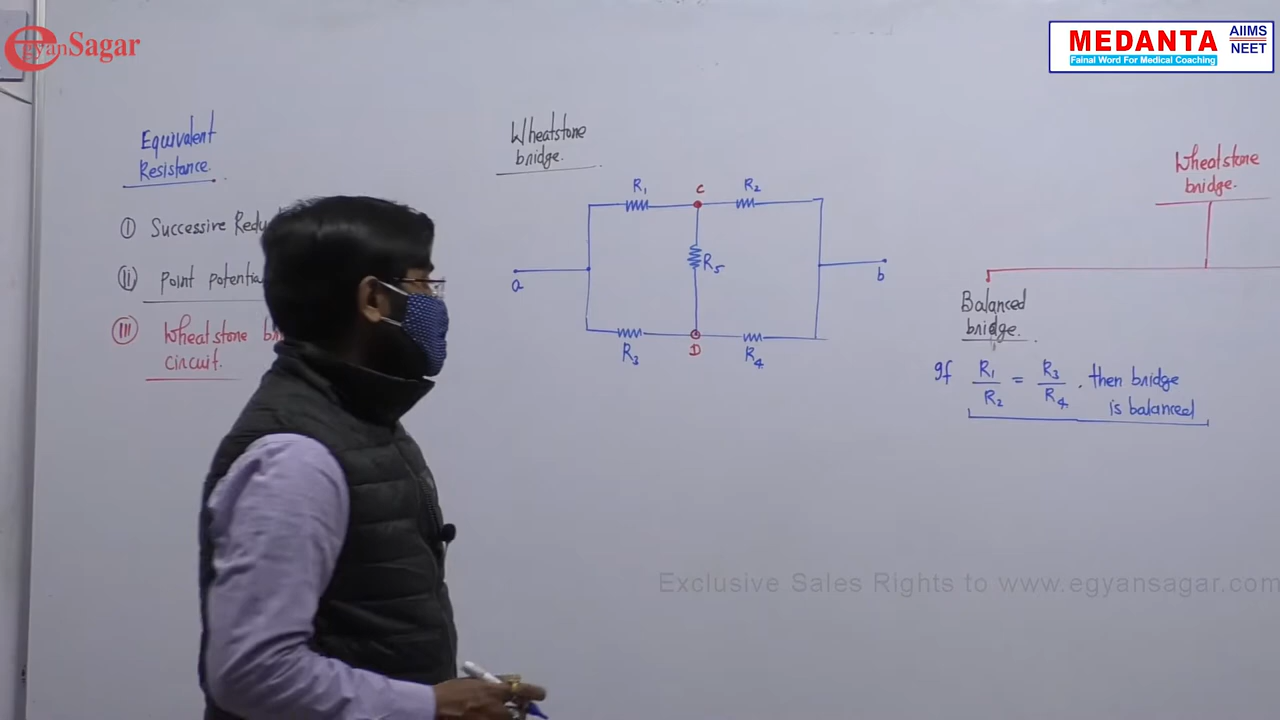 egyanSagar
MEDANTA
AIIMS
NEET
Fainal Word For Medical Coaching
Equivalent
Resistance.
I Successive
II Point
III Wheatstone
circuit.
Wheatstone
bridge.
R1 C R2
R5
a b
R3 D R4
Wheatstone
bridge.
Balanced
bridge.
If R1/R2 = R3/R4 . then bridge
is balanced
Exclusive Sales Rights to www.egyansagar.com